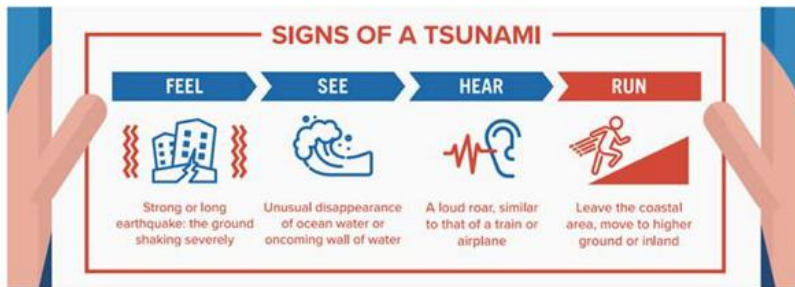 SIGNS OF A TSUNAMI
FEEL
SEE
HEAR
RUN
Strong or long
earthquake: the ground
shaking severely
Unusual disappearance
of ocean water or
oncoming wall of water
A loud roar, similar
to that of a train or
airplane
Leave the coastal
area, move to higher
ground or inland